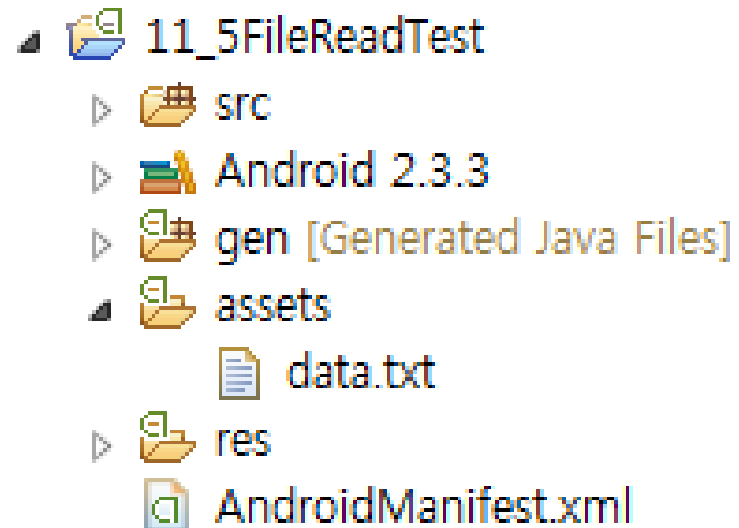 11_5FileReadTest
src
Android 2.3.3
gen [Generated Java Files]
assets
data.txt
res
AndroidManifest.xml